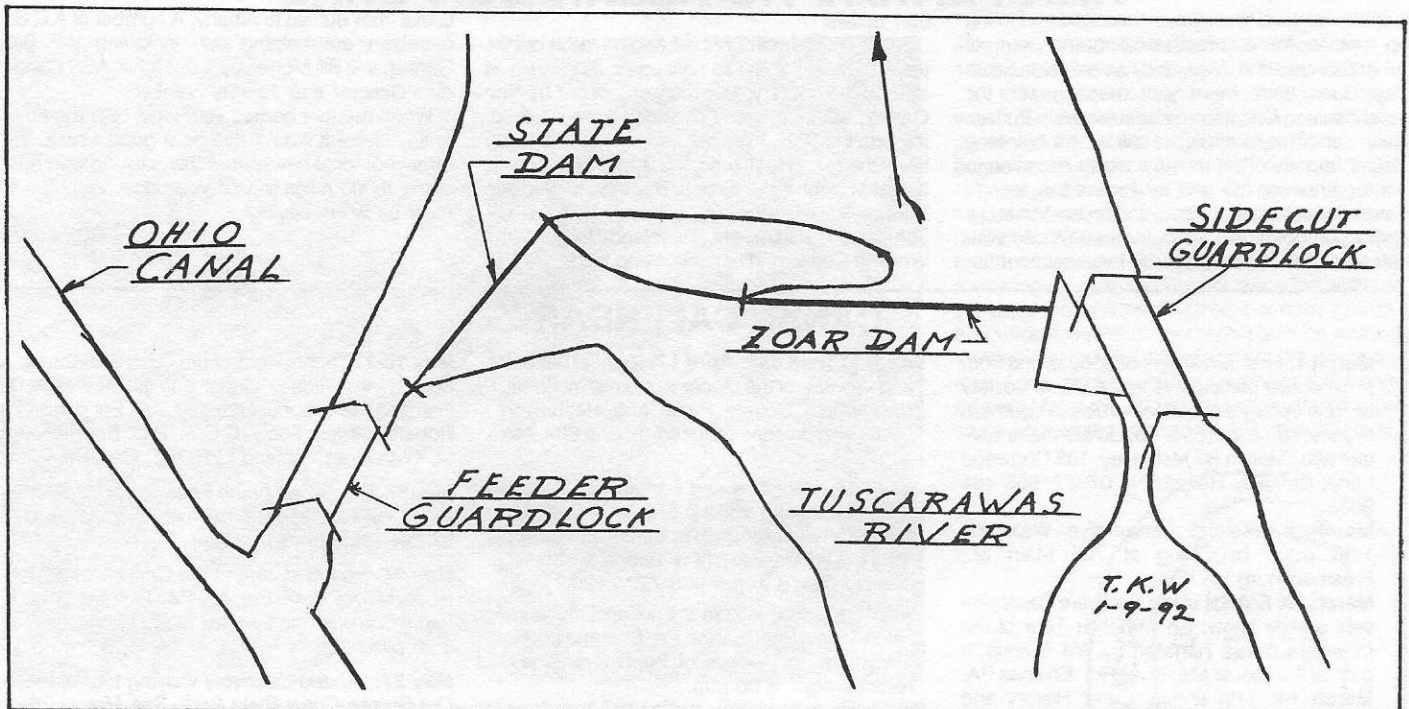 STATE
DAM
OHIO
CANAL
SIDECUT
GUARDLOCK
ZOAR DAM
FEEDER
GUARDLOCK
TUSCARAWAS
RIVER
T.K.W
1-9-92